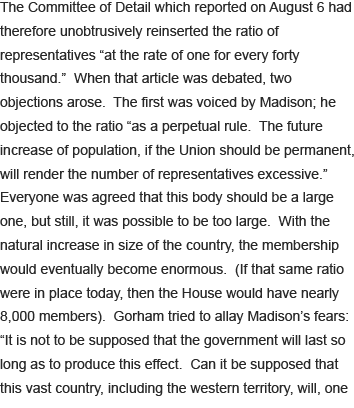 The Committee of Detail which reported on August 6 had
therefore unobtrusively reinserted the ratio of
representatives “at the rate of one for every forty
thousand.”  When that article was debated, two
objections arose.  The first was voiced by Madison; he
objected to the ratio “as a perpetual rule.  The future
increase of population, if the Union should be permanent,
will render the number of representatives excessive.”
Everyone was agreed that this body should be a large
one, but still, it was possible to be too large.  With the
natural increase in size of the country, the membership
would eventually become enormous.  (If that same ratio
were in place today, then the House would have nearly
8,000 members).  Gorham tried to allay Madison’s fears:
“It is not to be supposed that the government will last so
long as to produce this effect.  Can it be supposed that
this vast country, including the western territory, will, one